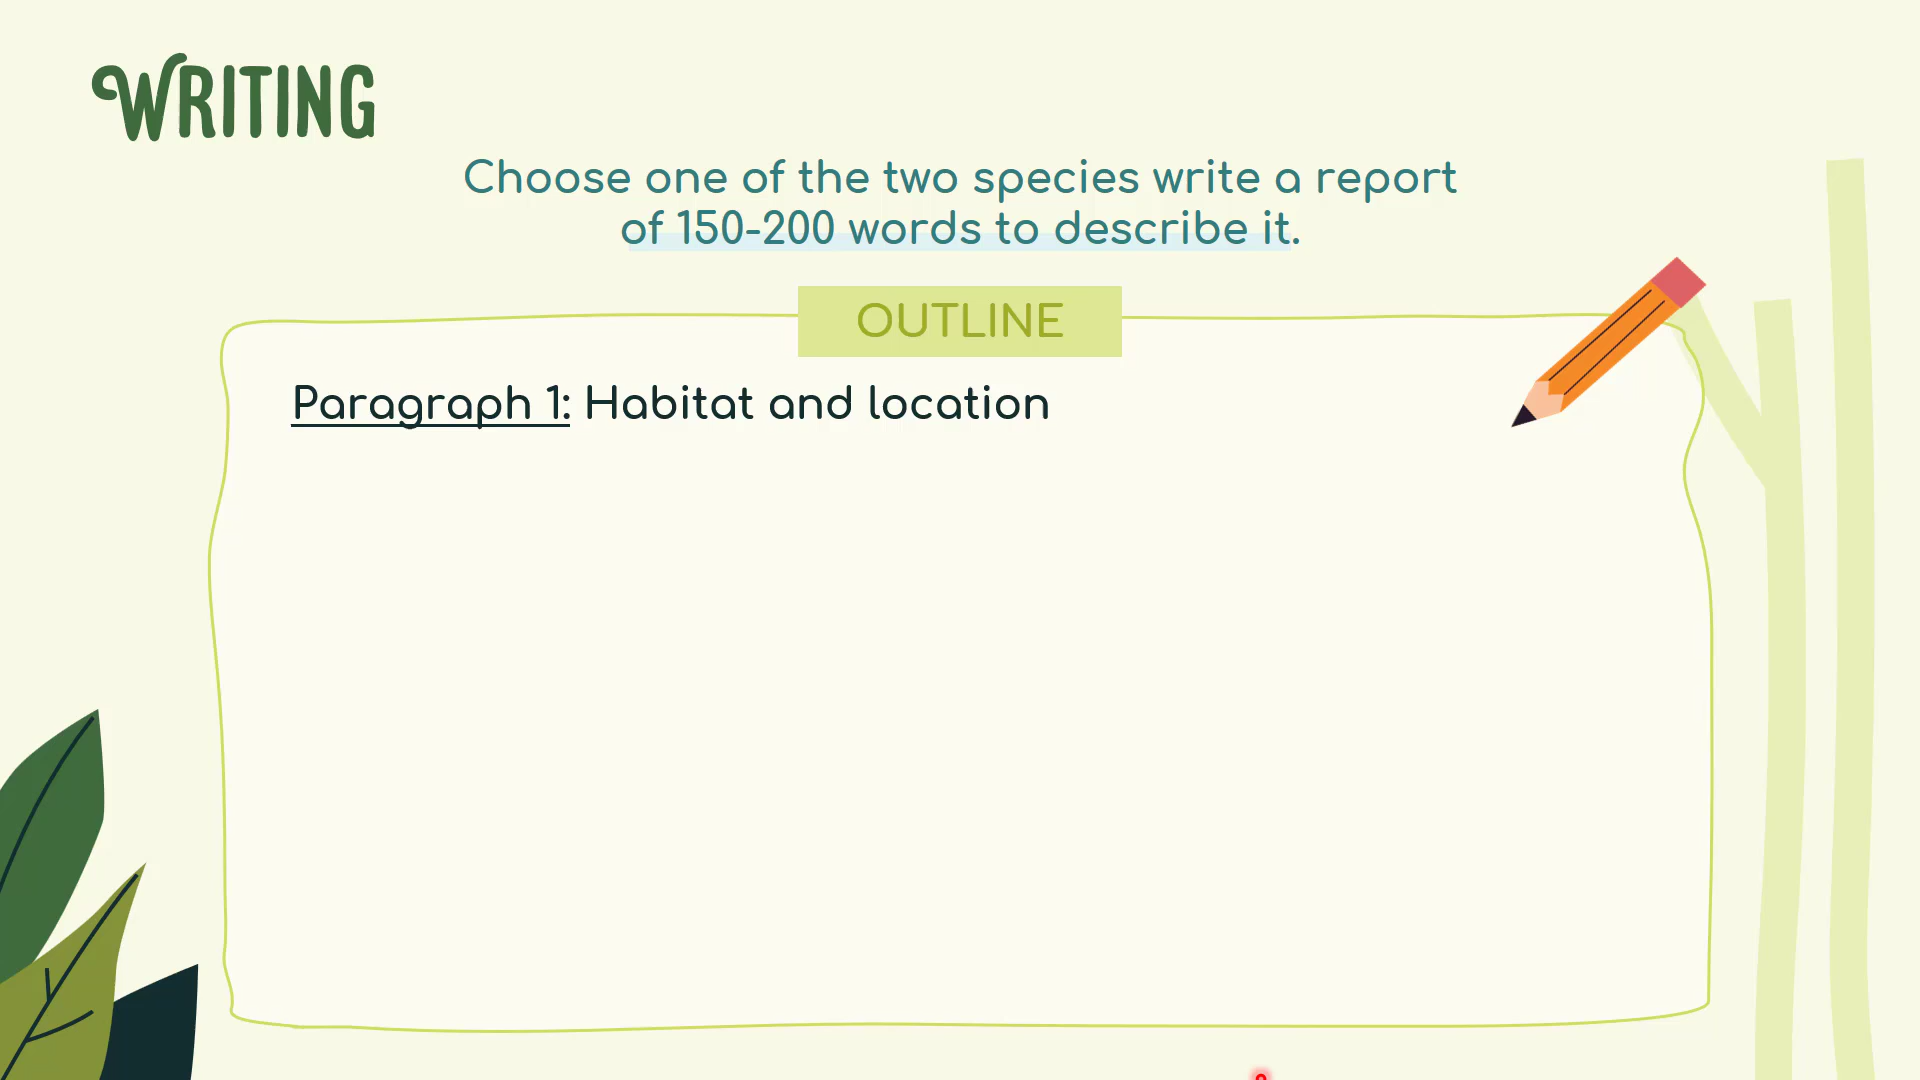 WRITING
Choose one of the two species write a report
of 150-200 words to describe it.
OUTLINE
Paragraph 1: Habitat and location